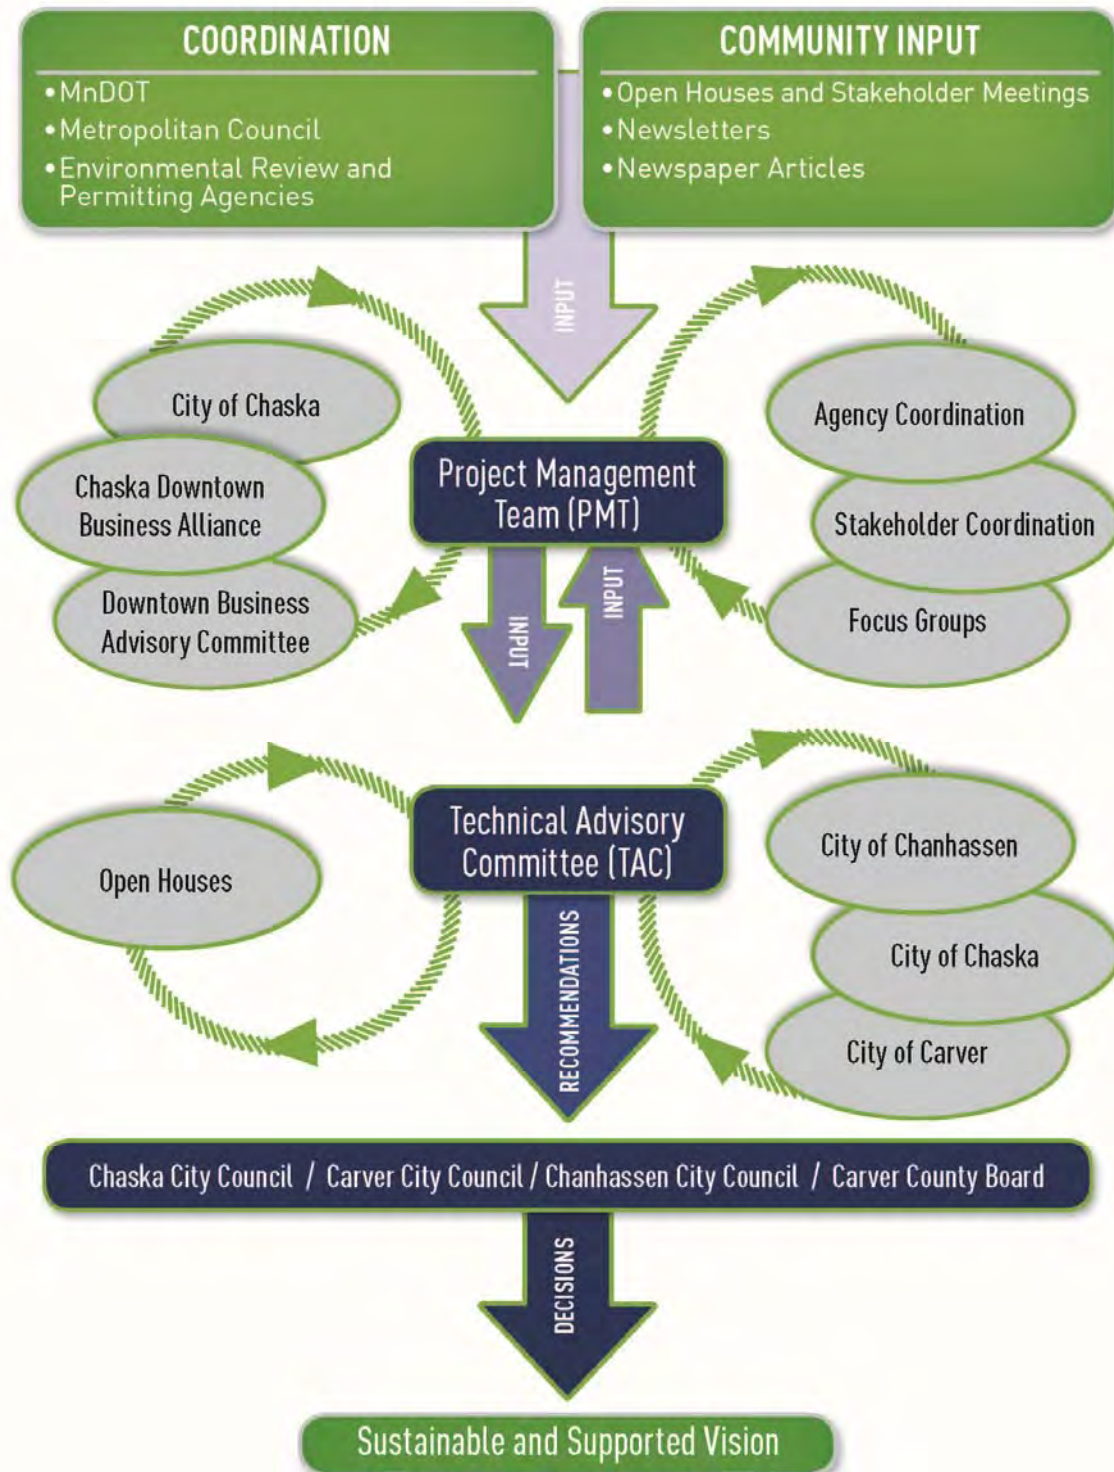 COORDINATION
• MnDOT
• Metropolitan Council
• Environmental Review and
Permitting Agencies
COMMUNITY INPUT
• Open Houses and Stakeholder Meetings
• Newsletters
• Newspaper Articles
INPUT
City of Chaska
Chaska Downtown
Business Alliance
Downtown Business
Advisory Committee
Project Management
Team (PMT)
Agency Coordination
Stakeholder Coordination
Focus Groups
INPUT
INPUT
Open Houses
Technical Advisory
Committee (TAC)
City of Chanhassen
City of Chaska
City of Carver
RECOMMENDATIONS
Chaska City Council / Carver City Council / Chanhassen City Council / Carver County Board
DECISIONS
Sustainable and Supported Vision